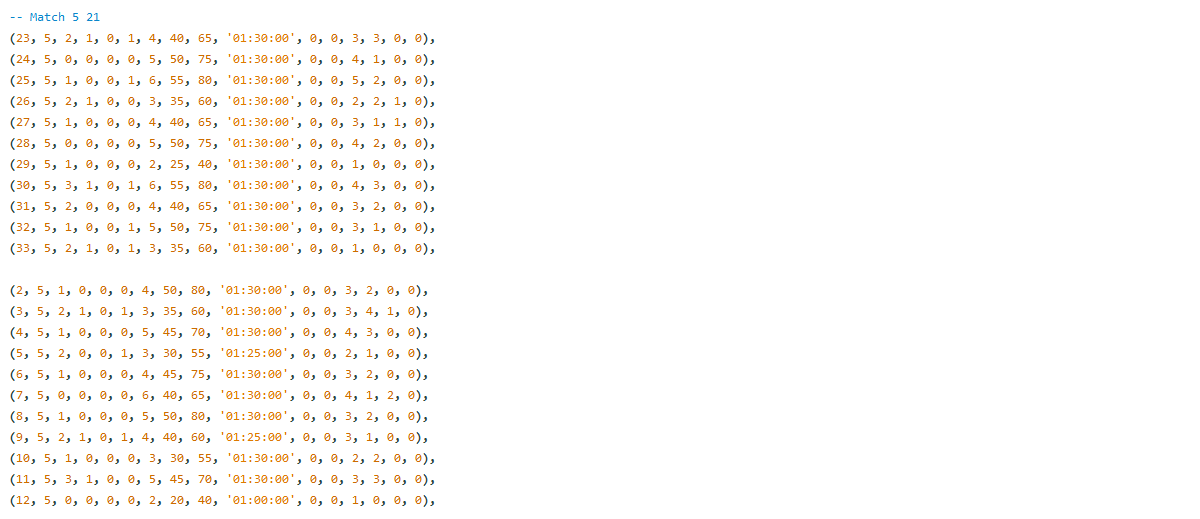 -- Match 5 21
(23, 5, 2, 1, 0, 1, 4, 40, 65, '01:30:00', 0, 0, 3, 3, 0, 0),
(24, 5, 0, 0, 0, 0, 5, 50, 75, '01:30:00', 0, 0, 4, 1, 0, 0),
(25, 5, 1, 0, 0, 1, 6, 55, 80, '01:30:00', 0, 0, 5, 2, 0, 0),
(26, 5, 2, 1, 0, 0, 3, 35, 60, '01:30:00', 0, 0, 2, 2, 1, 0),
(27, 5, 1, 0, 0, 0, 4, 40, 65, '01:30:00', 0, 0, 3, 1, 1, 0),
(28, 5, 0, 0, 0, 0, 5, 50, 75, '01:30:00', 0, 0, 4, 2, 0, 0),
(29, 5, 1, 0, 0, 0, 2, 25, 40, '01:30:00', 0, 0, 1, 0, 0, 0),
(30, 5, 3, 1, 0, 1, 6, 55, 80, '01:30:00', 0, 0, 4, 3, 0, 0),
(31, 5, 2, 0, 0, 0, 4, 40, 65, '01:30:00', 0, 0, 3, 2, 0, 0),
(32, 5, 1, 0, 0, 1, 5, 50, 75, '01:30:00', 0, 0, 3, 1, 0, 0),
(33, 5, 2, 1, 0, 1, 3, 35, 60, '01:30:00', 0, 0, 1, 0, 0, 0),
(2, 5, 1, 0, 0, 0, 4, 50, 80, '01:30:00', 0, 0, 3, 2, 0, 0),
(3, 5, 2, 1, 0, 1, 3, 35, 60, '01:30:00', 0, 0, 3, 4, 1, 0),
(4, 5, 1, 0, 0, 0, 5, 45, 70, '01:30:00', 0, 0, 4, 3, 0, 0),
(5, 5, 2, 0, 0, 1, 3, 30, 55, '01:25:00', 0, 0, 2, 1, 0, 0),
(6, 5, 1, 0, 0, 0, 4, 45, 75, '01:30:00', 0, 0, 3, 2, 0, 0),
(7, 5, 0, 0, 0, 0, 6, 40, 65, '01:30:00', 0, 0, 4, 1, 2, 0),
(8, 5, 1, 0, 0, 0, 5, 50, 80, '01:30:00', 0, 0, 3, 2, 0, 0),
(9, 5, 2, 1, 0, 1, 4, 40, 60, '01:25:00', 0, 0, 3, 1, 0, 0),
(10, 5, 1, 0, 0, 0, 3, 30, 55, '01:30:00', 0, 0, 2, 2, 0, 0),
(11, 5, 3, 1, 0, 0, 5, 45, 70, '01:30:00', 0, 0, 3, 3, 0, 0),
(12, 5, 0, 0, 0, 0, 2, 20, 40, '01:00:00', 0, 0, 1, 0, 0, 0),